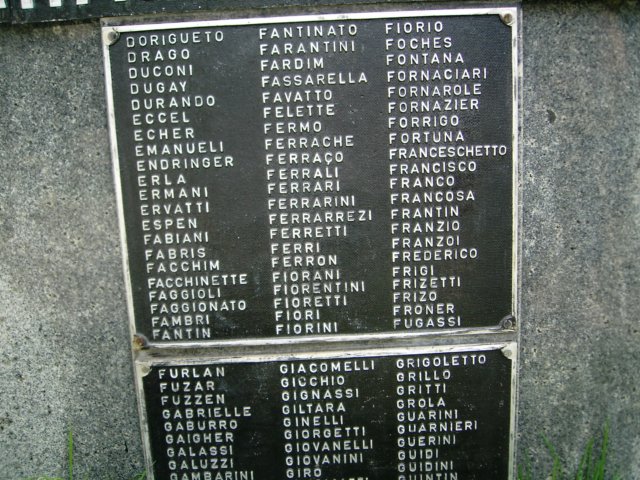 DORIGUETO
DRAGO
DUCONI
DUGAY
DURANDO
ECCEL
ECHER
EMANUELI
ENDRINGER
ERLA
ERMANI
ERVATTI
ESPEN
FABIANI
FABRIS
FACCHIM
FACCHINETTE
FAGGIOLI
FAGGIONATO
FAMBRI
FANTIN
FANTINATO
FARANTINI
FARDIM
FASSARELLA
FAVATTO
FELETTE
FERMO
FERRACHE
FERRAÇO
FERRALI
FERRARI
FERRARINI
FERRARREZI
FERRETTI
FERRI
FERRON
FIORANI
FIORENTINI
FIORETTI
FIORI
FIORINI
FIORIO
FOCHES
FONTANA
FORNACIARI
FORNAROLE
FORNAZIER
FORRIGO
FORTUNA
FRANCESCHETTO
FRANCISCO
FRANCO
FRANCOSA
FRANTIN
FRANZIO
FRANZOI
FREDERICO
FRIGI
FRIZETTI
FRIZO
FRONER
FUGASSI
FURLAN
FUZAR
FUZZEN
GABRIELLE
GABURRO
GAIGHER
GALASSI
GALUZZI
GAMBARINI
GIACOMELLI
GICCHIO
GIGNASSI
GILTARA
GINELLI
GIORGETTI
GIOVANELLI
GIOVANINI
GIRO
GRIGOLETTO
GRILLO
GRITTI
GROLA
GUARINI
GUARNIERI
GUERINI
GUIDI
GUIDINI
QUINTIN